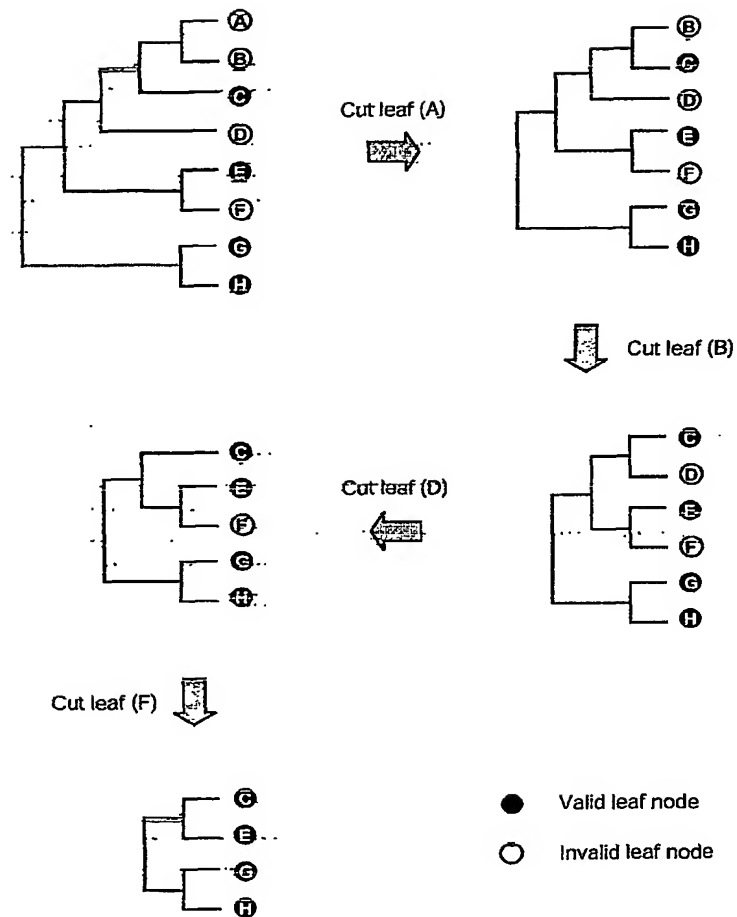 A
B
C
D
E
F
G
H
Cut leaf (A)
B
C
D
E
F
G
H
Cut leaf (B)
C
D
E
F
G
H
Cut leaf (D)
C
E
F
G
H
Cut leaf (F)
C
E
G
H
Valid leaf node
Invalid leaf node